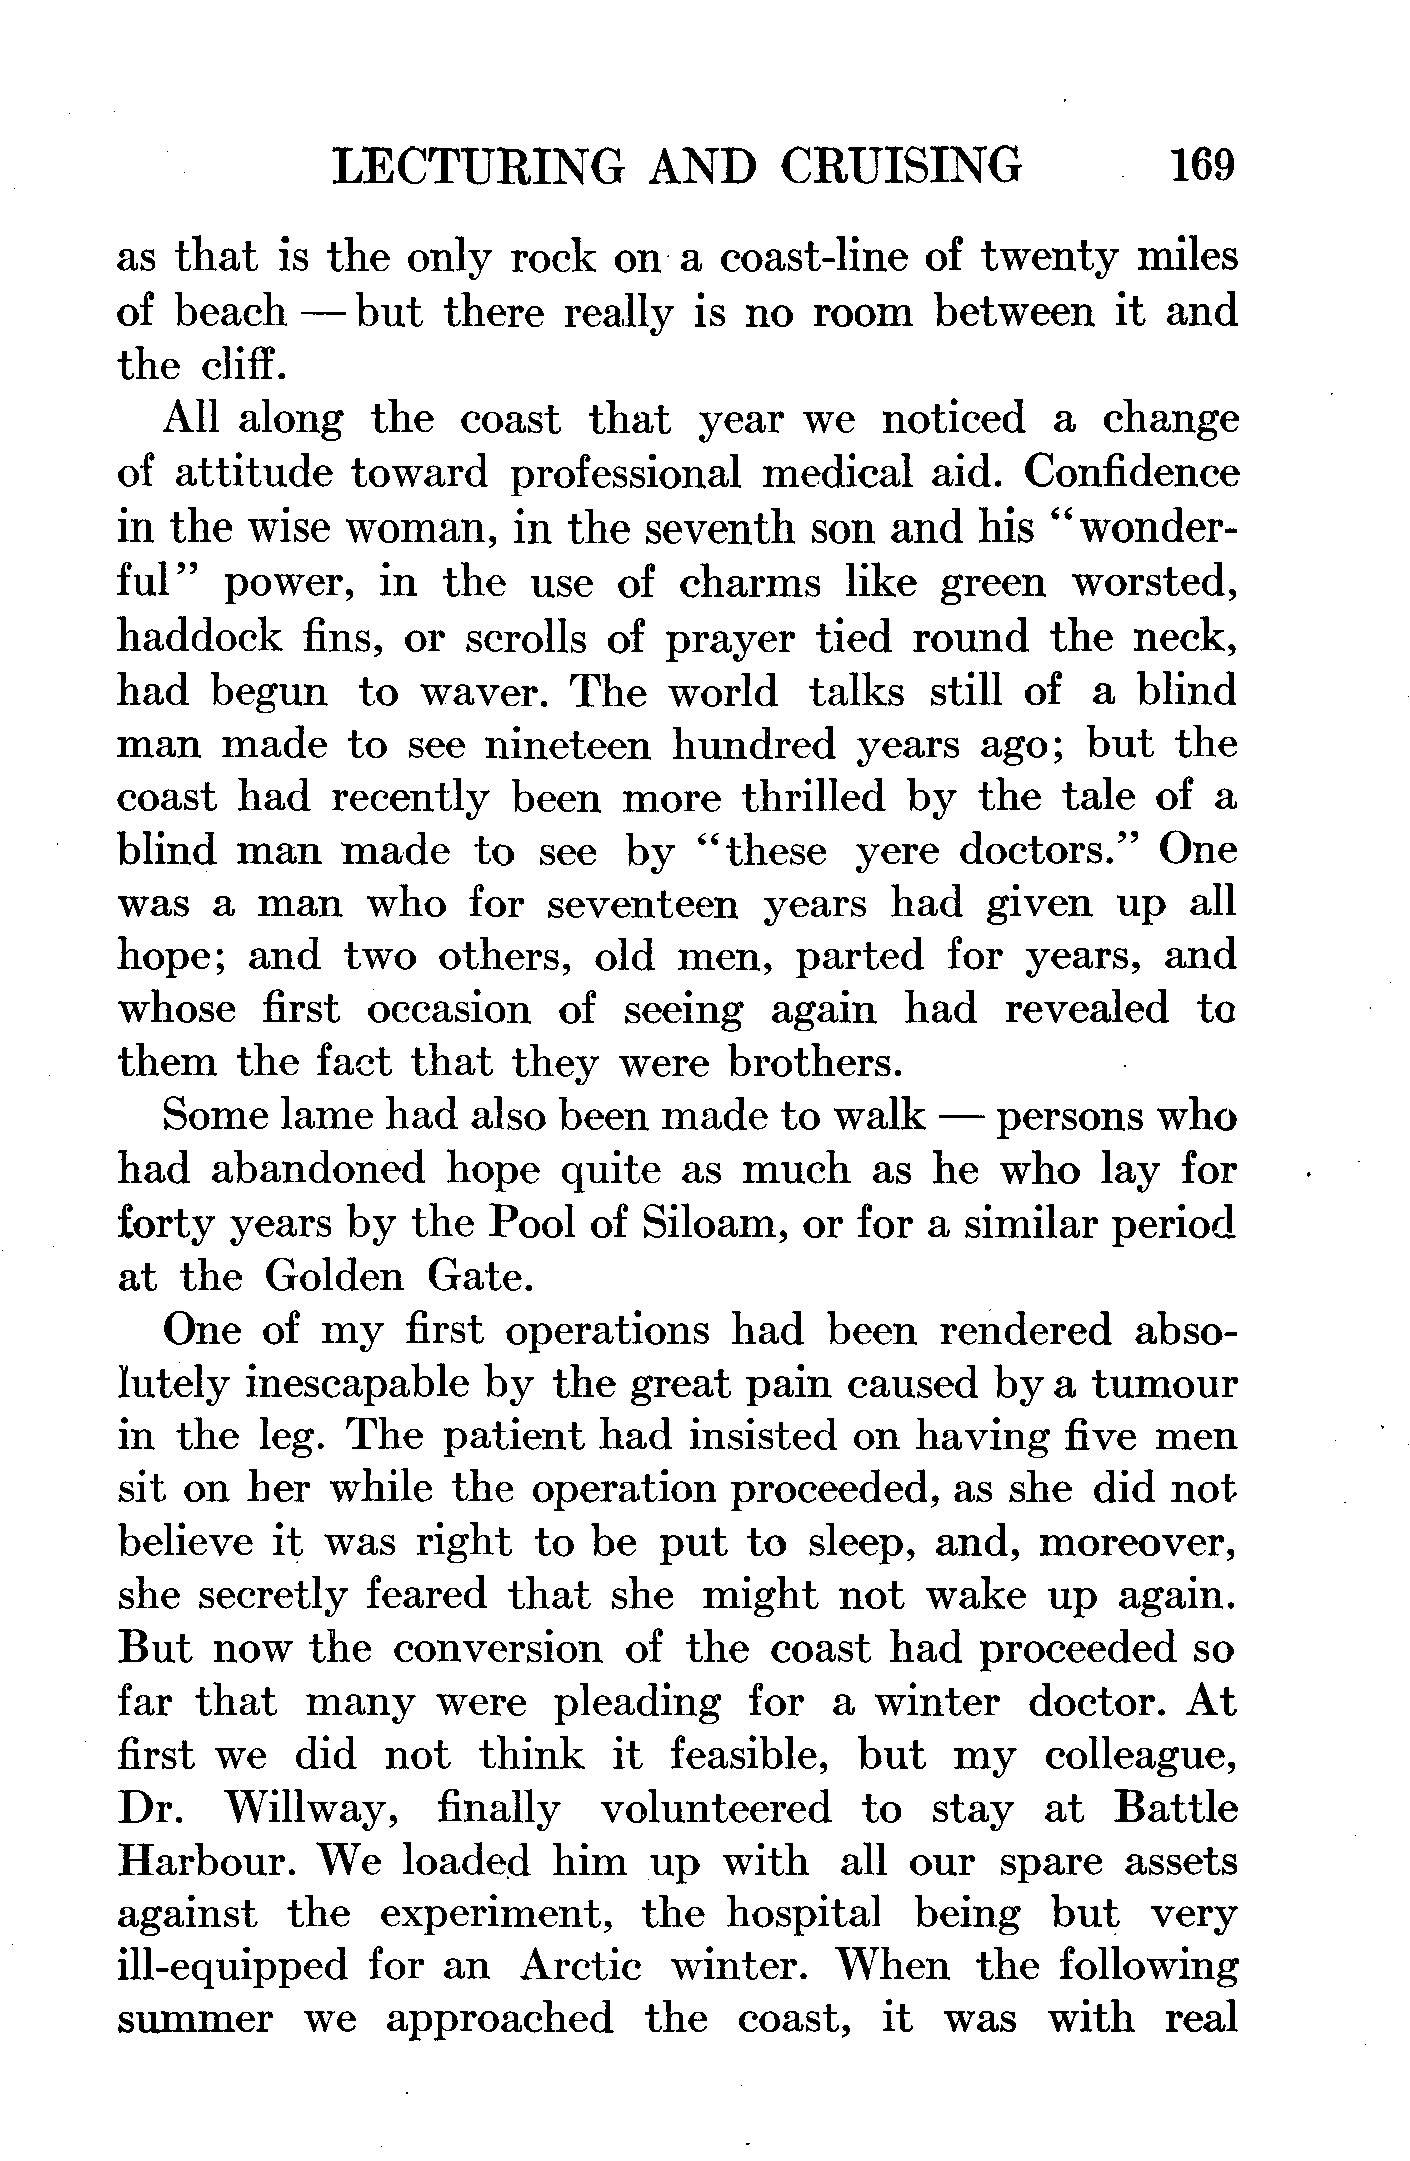 LECTURING AND CRUISING 169
as that is the only rock on a coast-line of twenty miles
of beach — but there really is no room between it and
the cliff.
All along the coast that year we noticed a change
of attitude toward professional medical aid. Confidence
in the wise woman, in the seventh son and his “wonder-
ful” power, in the use of charms like green worsted,
haddock fins, or scrolls of prayer tied round the neck,
had begun to waver. The world talks still of a blind
man made to see nineteen hundred years ago; but the
coast had recently been more thrilled by the tale of a
blind man made to see by “these yere doctors.” One
was a man who for seventeen years had given up all
hope; and two others, old men, parted for years, and
whose first occasion of seeing again had revealed to
them the fact that they were brothers.
Some lame had also been made to walk — persons who
had abandoned hope quite as much as he who lay for
forty years by the Pool of Siloam, or for a similar period
at the Golden Gate.
One of my first operations had been rendered abso-
lutely inescapable by the great pain caused by a tumour
in the leg. The patient had insisted on having five men
sit on her while the operation proceeded, as she did not
believe it was right to be put to sleep, and, moreover,
she secretly feared that she might not wake up again.
But now the conversion of the coast had proceeded so
far that many were pleading for a winter doctor. At
first we did not think it feasible, but my colleague,
Dr. Willway, finally volunteered to stay at Battle
Harbour. We loaded him up with all our spare assets
against the experiment, the hospital being but very
ill-equipped for an Arctic winter. When the following
summer we approached the coast, it was with real